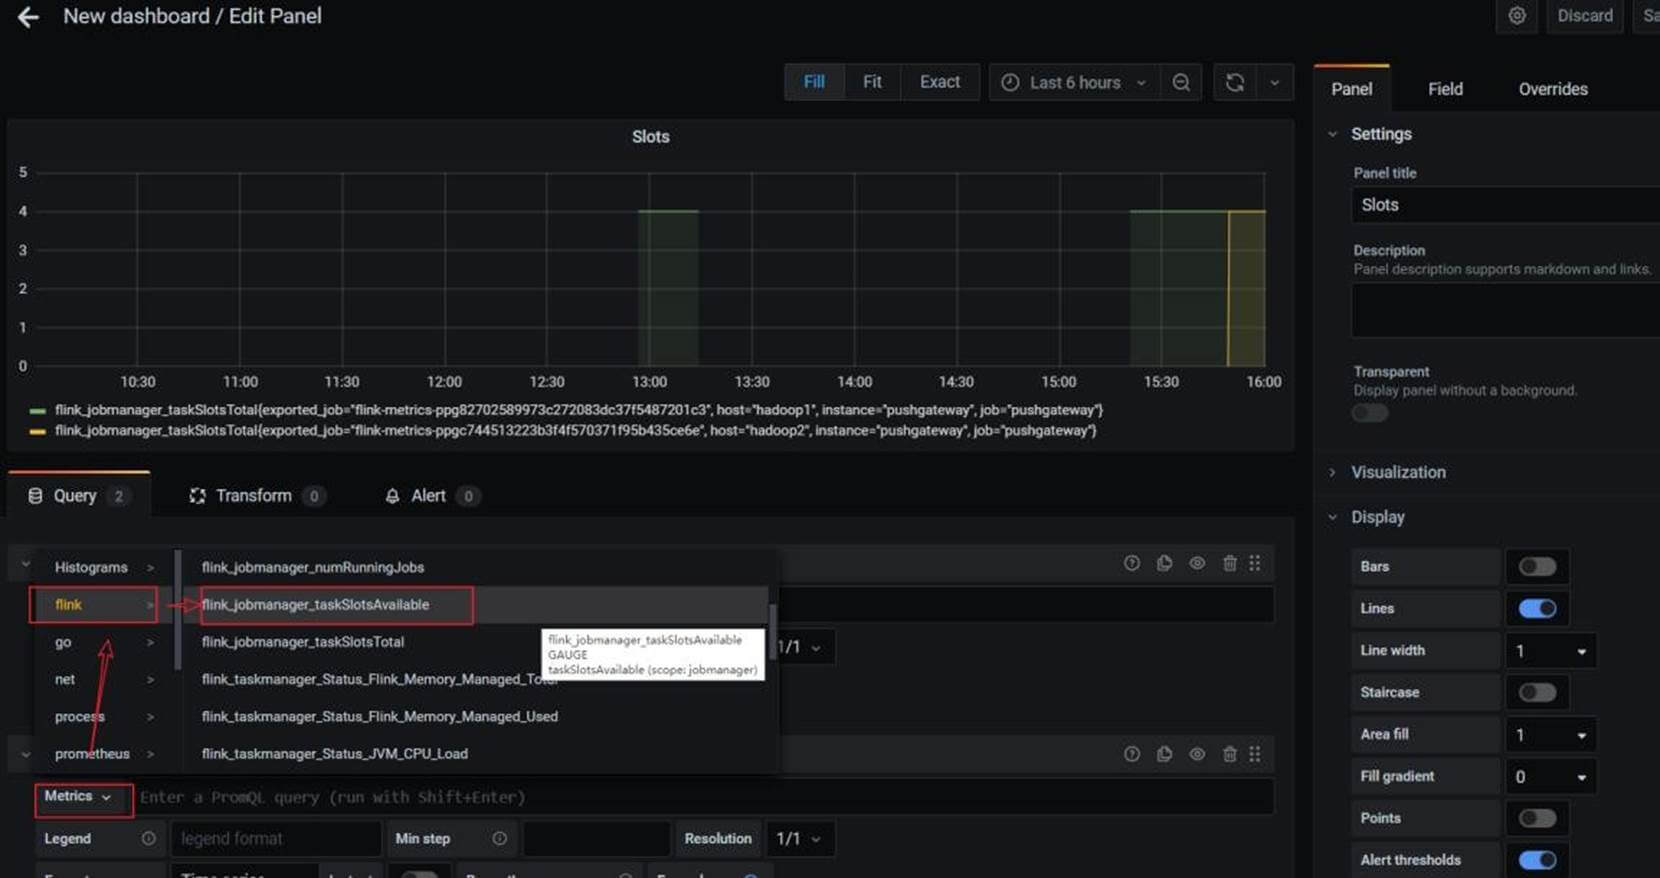 New dashboard / Edit Panel
Discard
Sa
Fill
Fit
Exact
Last 6 hours
Panel
Field
Overrides
Slots
5
4
3
2
1
0
10:30
11:00
11:30
12:00
12:30
13:00
13:30
14:00
14:30
15:00
15:30
16:00
flink_jobmanager_taskSlotsTotal{exported_job="flink-metrics-ppg82702589973c272083dc37f5487201c3", host="hadoop1", instance="pushgateway", job="pushgateway"}
flink_jobmanager_taskSlotsTotal{exported_job="flink-metrics-ppgc744513223b3f4f570371f95b435ce6e", host="hadoop2", instance="pushgateway", job="pushgateway"}
Settings
Panel title
Slots
Description
Panel description supports markdown and links.
Transparent
Display panel without a background.
Visualization
Display
Bars
Lines
Line width
1
Staircase
Area fill
1
Fill gradient
0
Points
Alert thresholds
Query 2
Transform 0
Alert 0
Histograms >
flink >
go >
net >
process >
prometheus >
flink_jobmanager_numRunningJobs
flink_jobmanager_taskSlotsAvailable
flink_jobmanager_taskSlotsTotal
flink_taskmanager_Status_Flink_Memory_Managed_Total
flink_taskmanager_Status_Flink_Memory_Managed_Used
flink_taskmanager_Status_JVM_CPU_Load
flink_jobmanager_taskSlotsAvailable
GAUGE
taskSlotsAvailable (scope: jobmanager)
1/1
Metrics
Enter a PromQL query (run with Shift+Enter)
Legend
legend format
Min step
Resolution
1/1